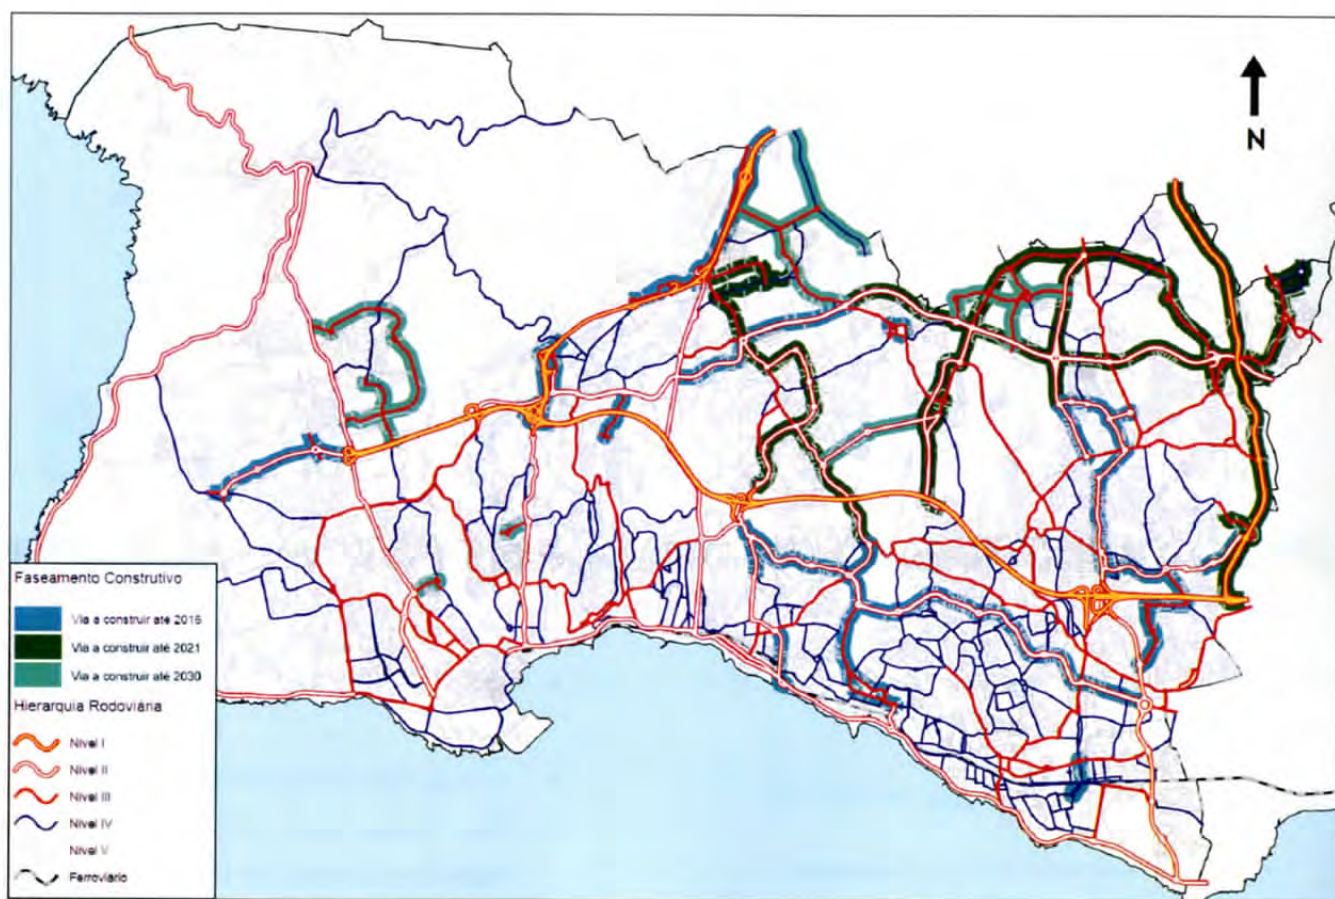 N
Faseamento Construtivo
Via a construir até 2016
Via a construir até 2021
Via a construir até 2030
Hierarquia Rodoviária
Nível I
Nível II
Nível III
Nível IV
Nível V
Ferroviário